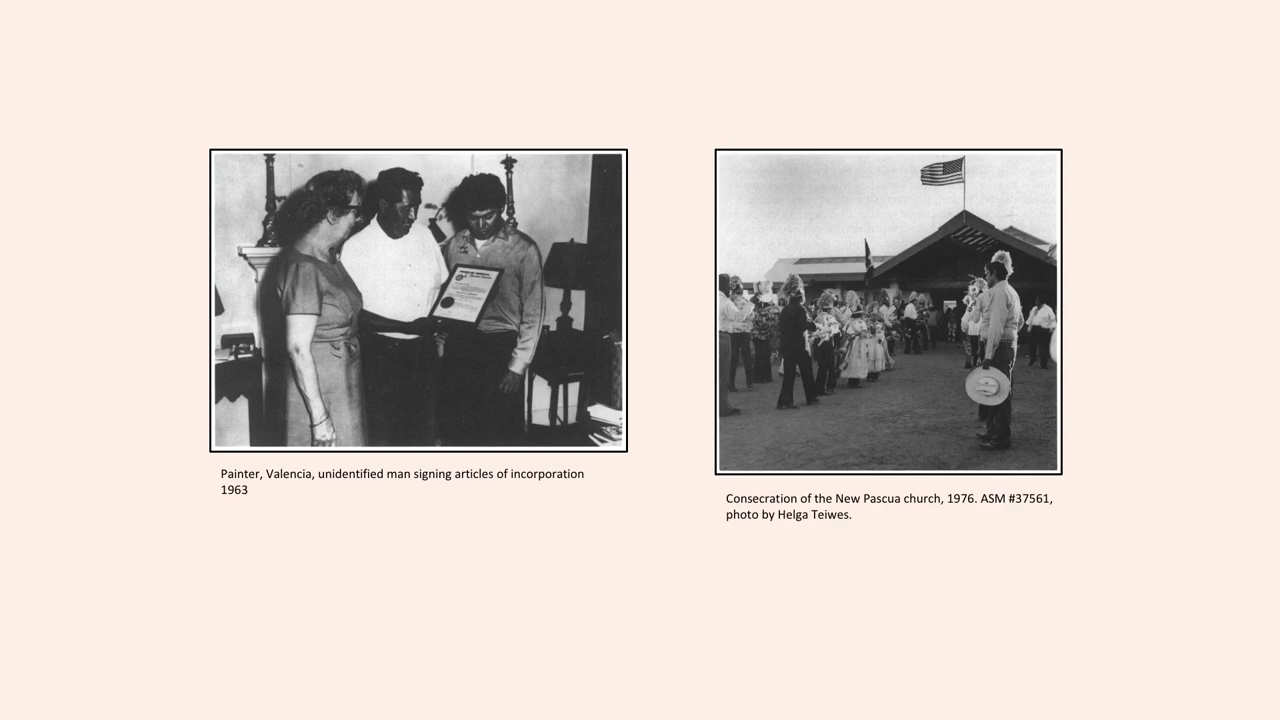 Painter, Valencia, unidentified man signing articles of incorporation
1963
Consecration of the New Pascua church, 1976. ASM #37561,
photo by Helga Teiwes.